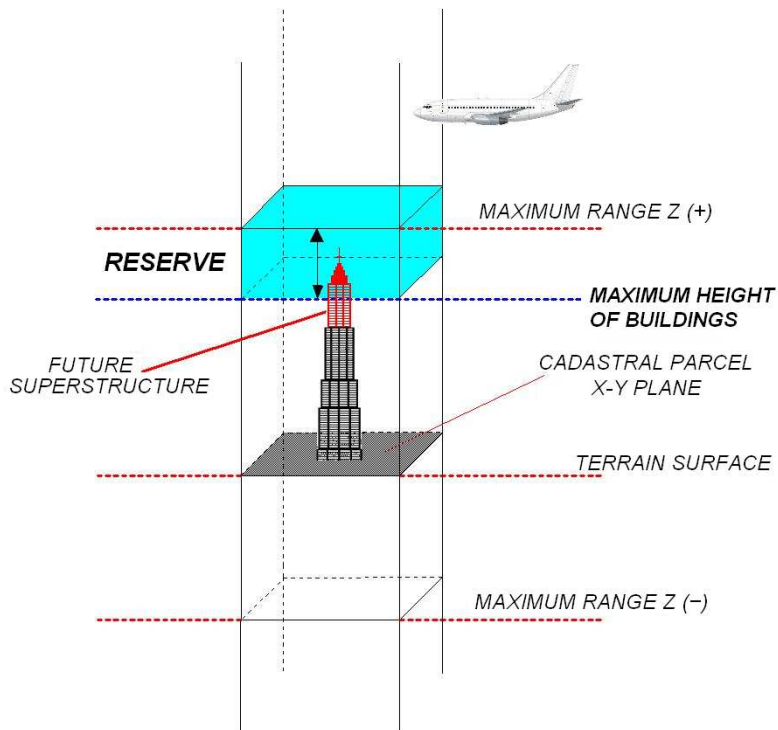 MAXIMUM RANGE Z (+)
RESERVE
MAXIMUM HEIGHT
OF BUILDINGS
FUTURE
SUPERSTRUCTURE
CADASTRAL PARCEL
X-Y PLANE
TERRAIN SURFACE
MAXIMUM RANGE Z (−)